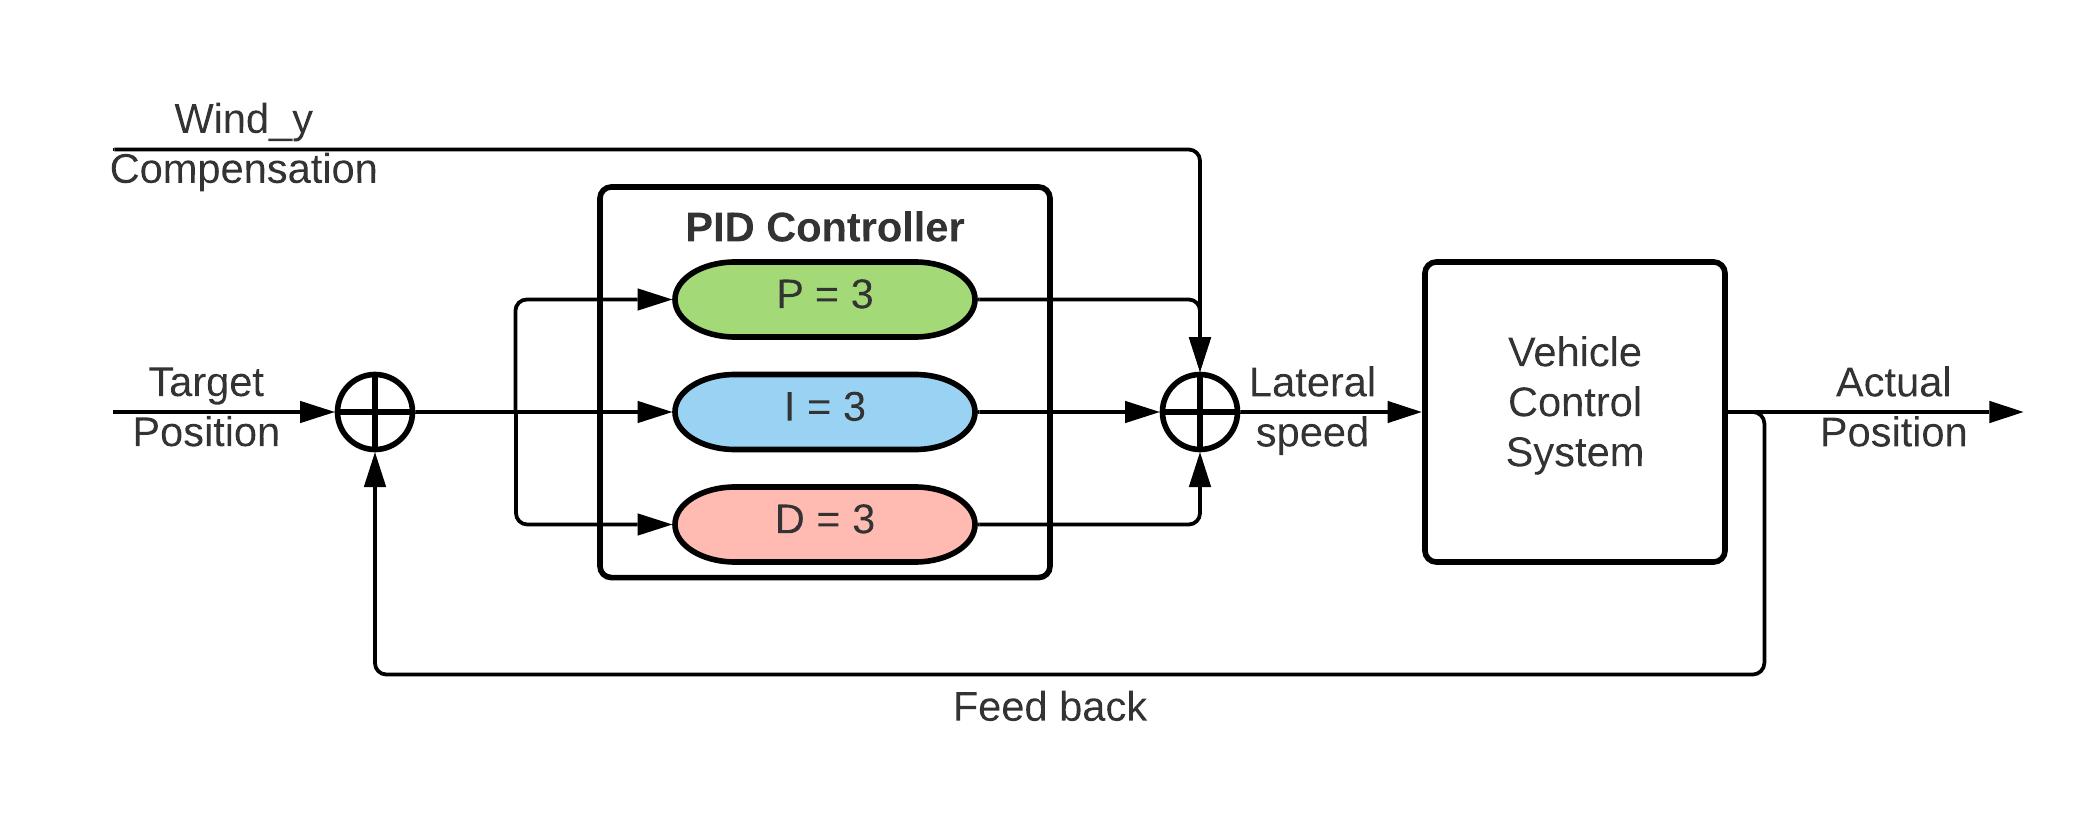 Wind_y
Compensation
PID Controller
P = 3
Target
Position
I = 3
Lateral
speed
Vehicle
Control
System
Actual
Position
D = 3
Feed back